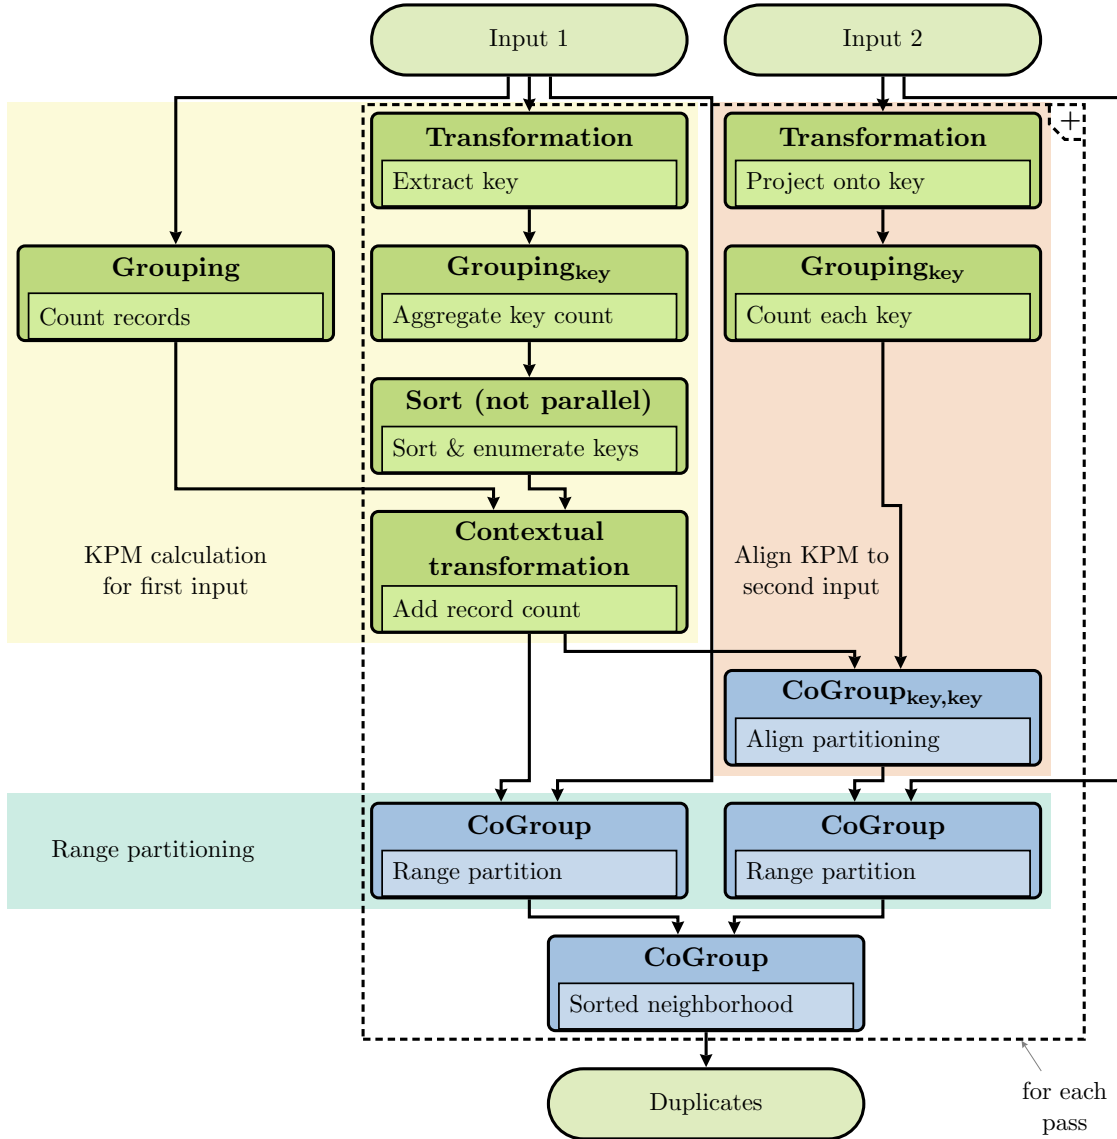 Input 1
Input 2
+
Transformation
Extract key
Transformation
Project onto key
Grouping
Count records
Grouping_key
Aggregate key count
Grouping_key
Count each key
Sort (not parallel)
Sort & enumerate keys
KPM calculation
for first input
Contextual
transformation
Add record count
Align KPM to
second input
CoGroup_key,key
Align partitioning
Range partitioning
CoGroup
Range partition
CoGroup
Range partition
CoGroup
Sorted neighborhood
Duplicates
for each
pass